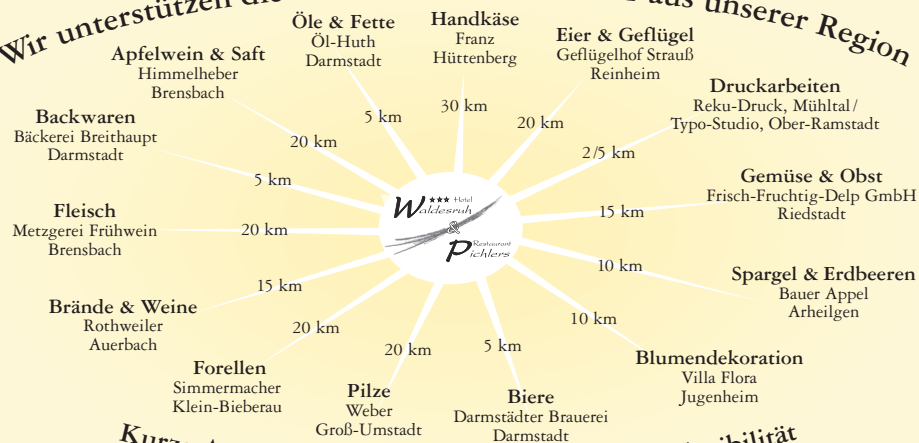 Wir unterstützen die
aus unserer Region
Öle & Fette
Öl-Huth
Darmstadt
5 km
Handkäse
Franz
Hüttenberg
30 km
Eier & Geflügel
Geflügelhof Strauß
Reinheim
20 km
Druckarbeiten
Reku-Druck, Mühltal/
Typo-Studio, Ober-Ramstadt
2/5 km
Gemüse & Obst
Frisch-Fruchtig-Delp GmbH
Riedstadt
15 km
Spargel & Erdbeeren
Bauer Appel
Arheilgen
10 km
Blumendekoration
Villa Flora
Jugenheim
10 km
Biere
Darmstädter Brauerei
Darmstadt
5 km
Pilze
Weber
Groß-Umstadt
20 km
Forellen
Simmermacher
Klein-Bieberau
20 km
Brände & Weine
Rothweiler
Auerbach
15 km
Fleisch
Metzgerei Frühwein
Brensbach
20 km
Backwaren
Bäckerei Breithaupt
Darmstadt
5 km
Apfelwein & Saft
Himmelheber
Brensbach
20 km
*** Hotel
Waldesruh
&
Restaurant
Pichlers